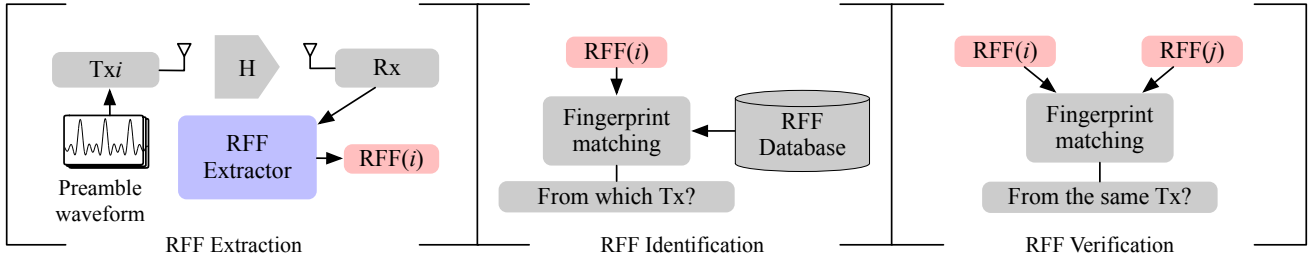 Txi
H
Rx
RFF
Extractor
RFF(i)
Preamble
waveform
RFF Extraction
RFF(i)
Fingerprint
matching
RFF
Database
From which Tx?
RFF Identification
RFF(i)
RFF(j)
Fingerprint
matching
From the same Tx?
RFF Verification